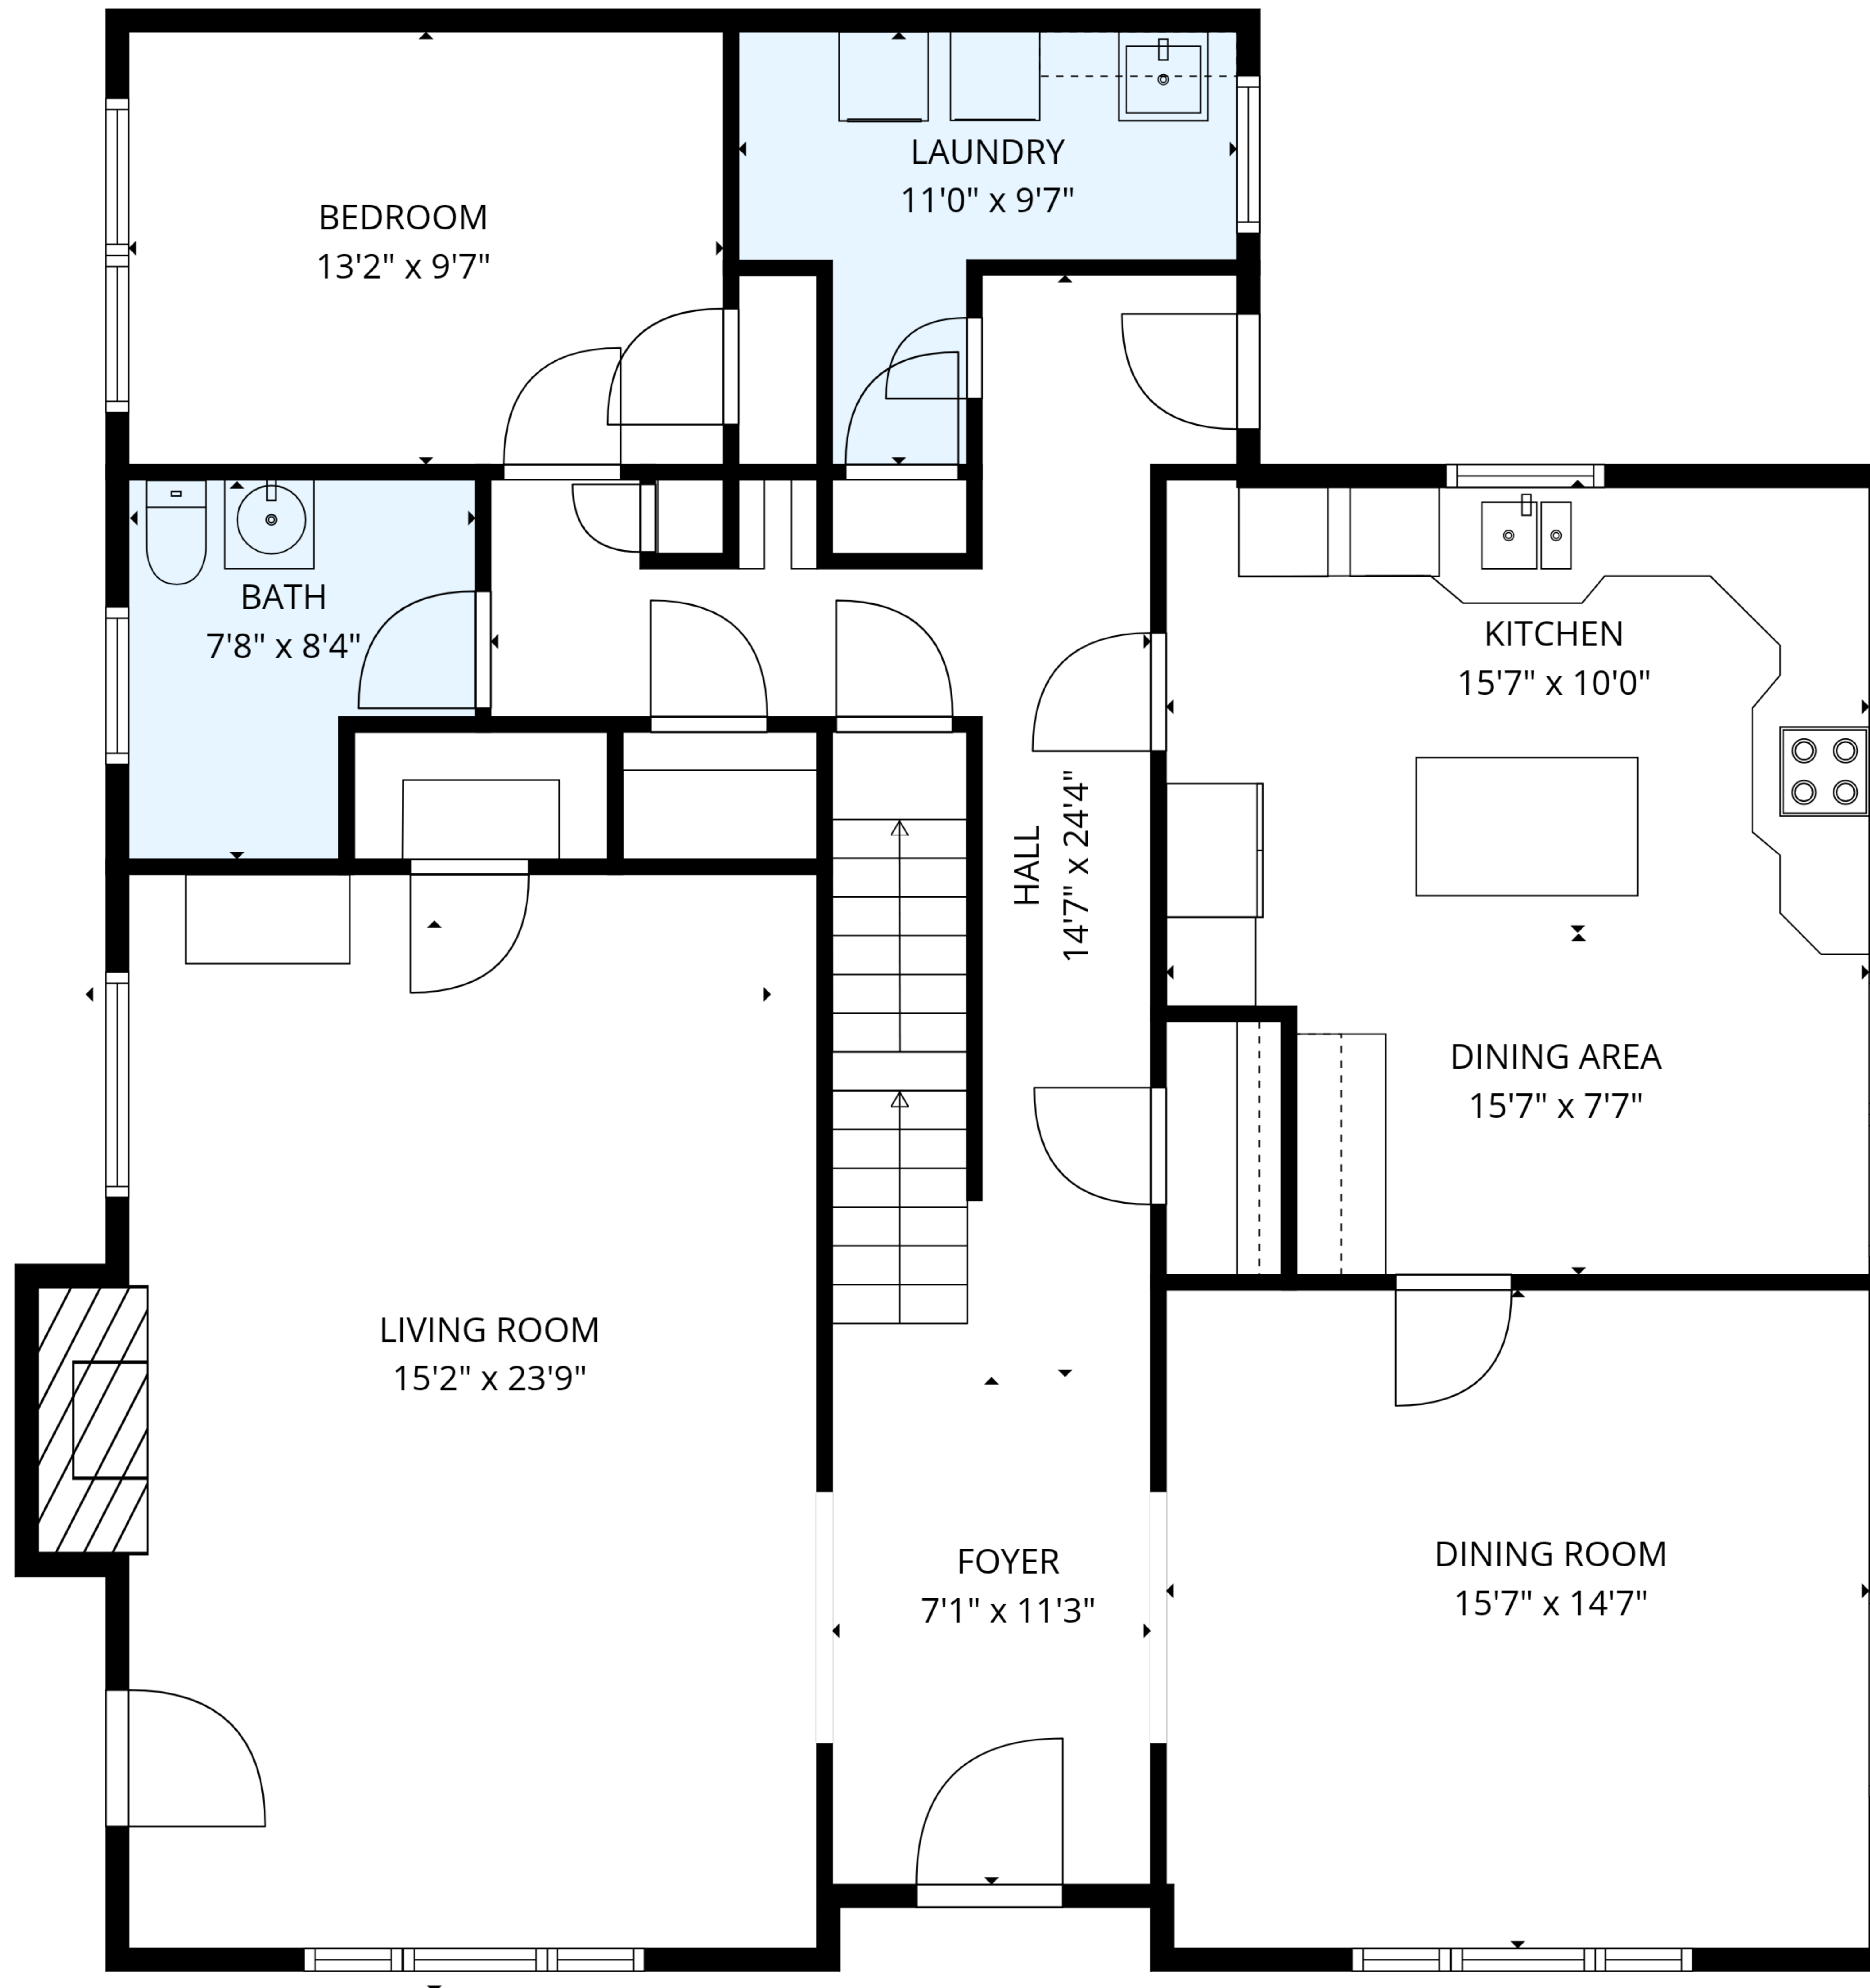 LAUNDRY
11'0" x 9'7"
BEDROOM
13'2" x 9'7"
BATH
7'8" x 8'4"
KITCHEN
15'7" x 10'0"
HALL
14'7" x 24'4"
DINING AREA
15'7" x 7'7"
LIVING ROOM
15'2" x 23'9"
FOYER
7'1" x 11'3"
DINING ROOM
15'7" x 14'7"